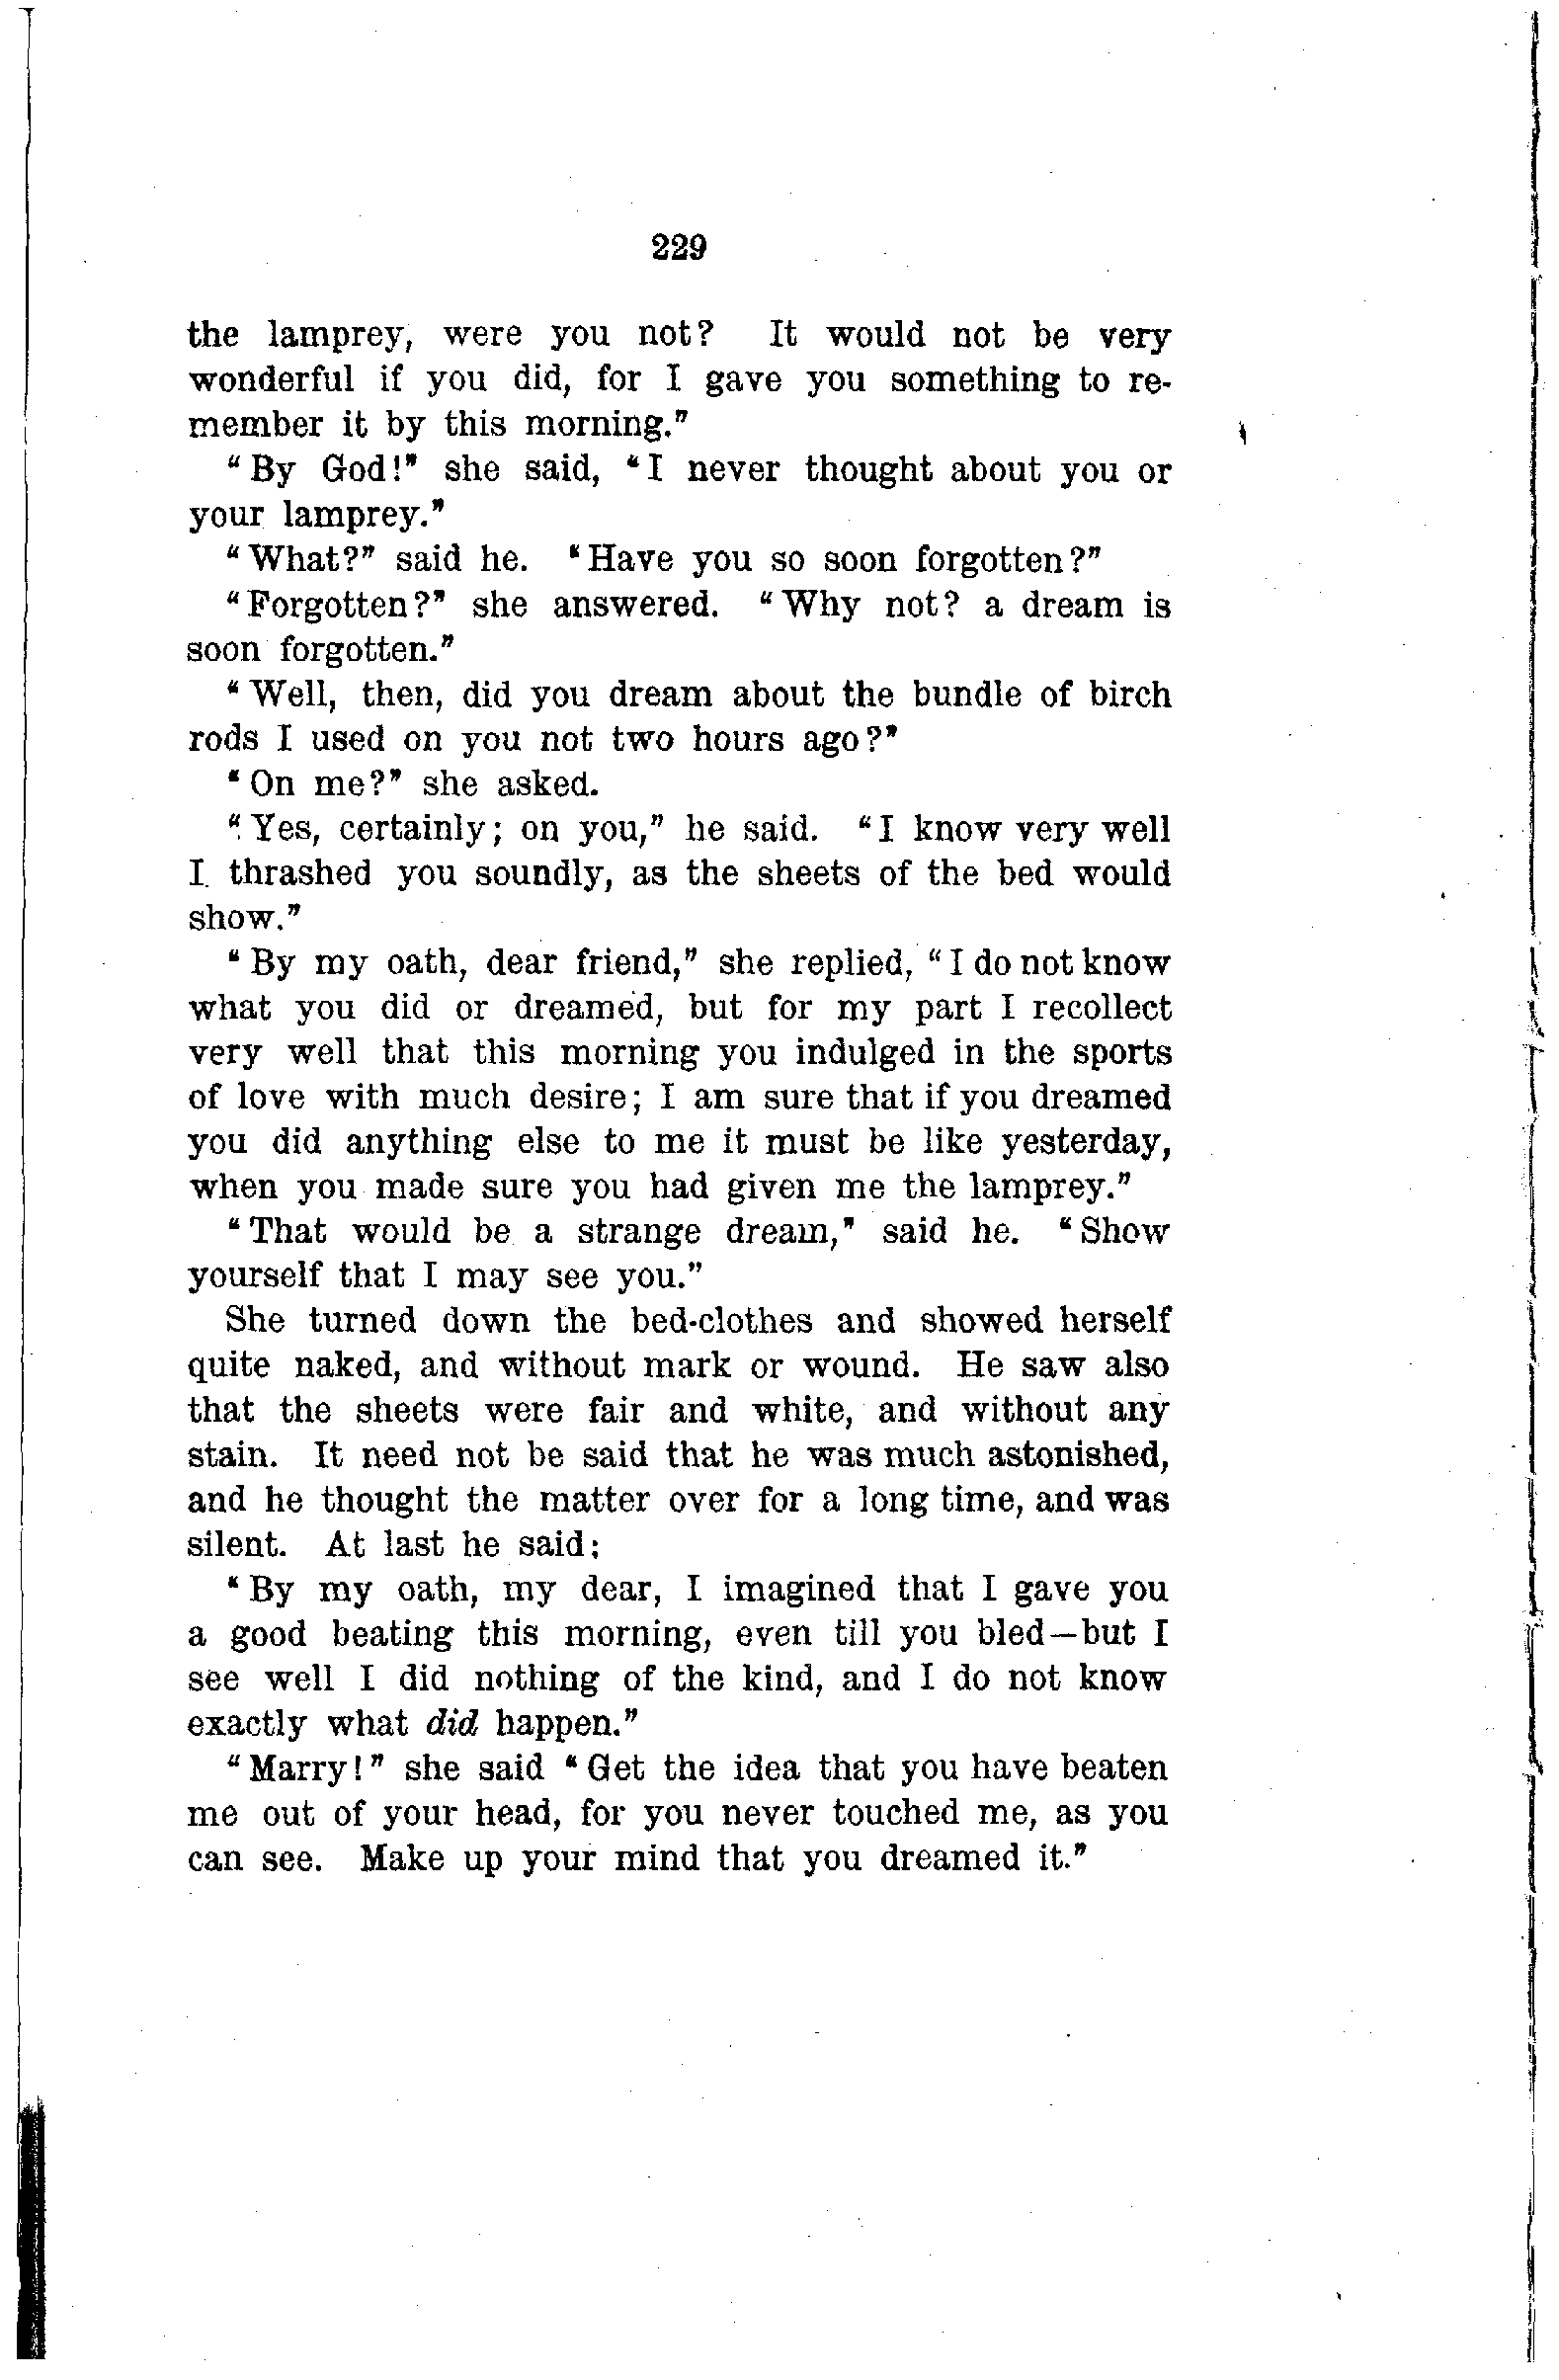 229
the lamprey, were you not? It would not be very
wonderful if you did, for I gave you something to re-
member it by this morning."
"By God!" she said, "I never thought about you or
your lamprey."
"What?" said he. "Have you so soon forgotten?"
"Forgotten?" she answered. "Why not? a dream is
soon forgotten."
"Well, then, did you dream about the bundle of birch
rods I used on you not two hours ago?"
"On me?" she asked.
"Yes, certainly; on you," he said. "I know very well
I thrashed you soundly, as the sheets of the bed would
show."
"By my oath, dear friend," she replied, "I do not know
what you did or dreamed, but for my part I recollect
very well that this morning you indulged in the sports
of love with much desire; I am sure that if you dreamed
you did anything else to me it must be like yesterday,
when you made sure you had given me the lamprey."
"That would be a strange dream," said he. "Show
yourself that I may see you."
She turned down the bed-clothes and showed herself
quite naked, and without mark or wound. He saw also
that the sheets were fair and white, and without any
stain. It need not be said that he was much astonished,
and he thought the matter over for a long time, and was
silent. At last he said:
"By my oath, my dear, I imagined that I gave you
a good beating this morning, even till you bled—but I
see well I did nothing of the kind, and I do not know
exactly what did happen."
"Marry!" she said "Get the idea that you have beaten
me out of your head, for you never touched me, as you
can see. Make up your mind that you dreamed it."